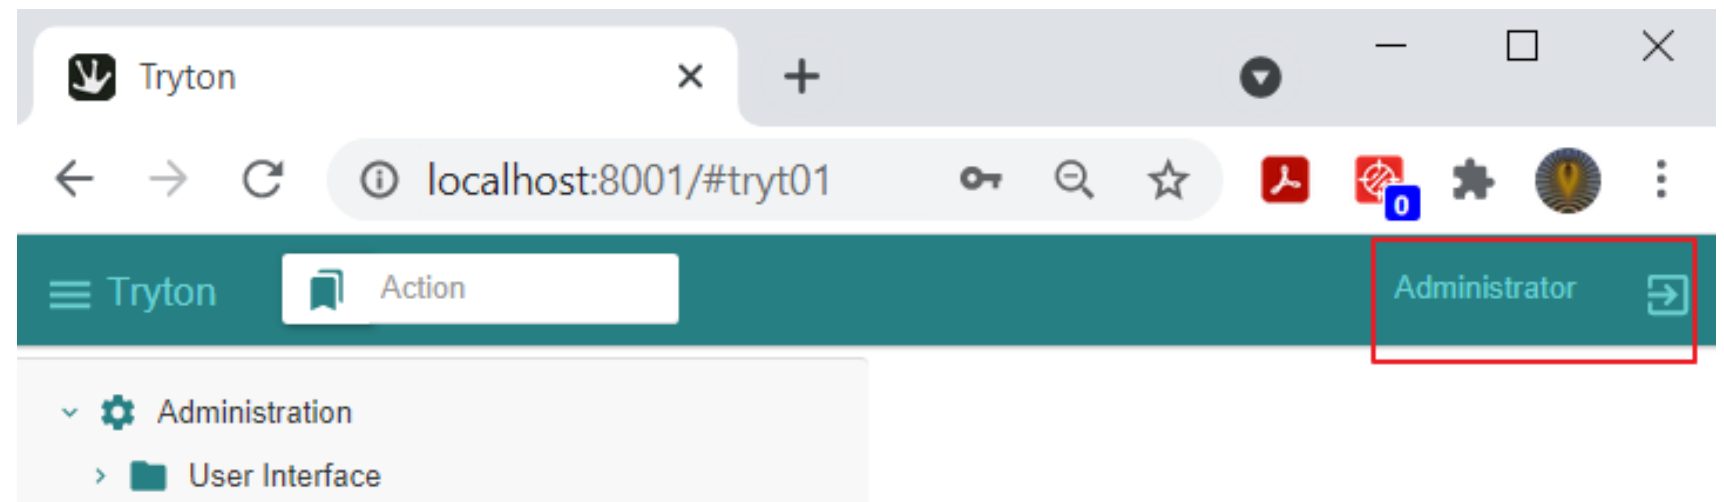 Tryton
localhost:8001/#tryt01
0
Tryton
Action
Administrator
Administration
User Interface